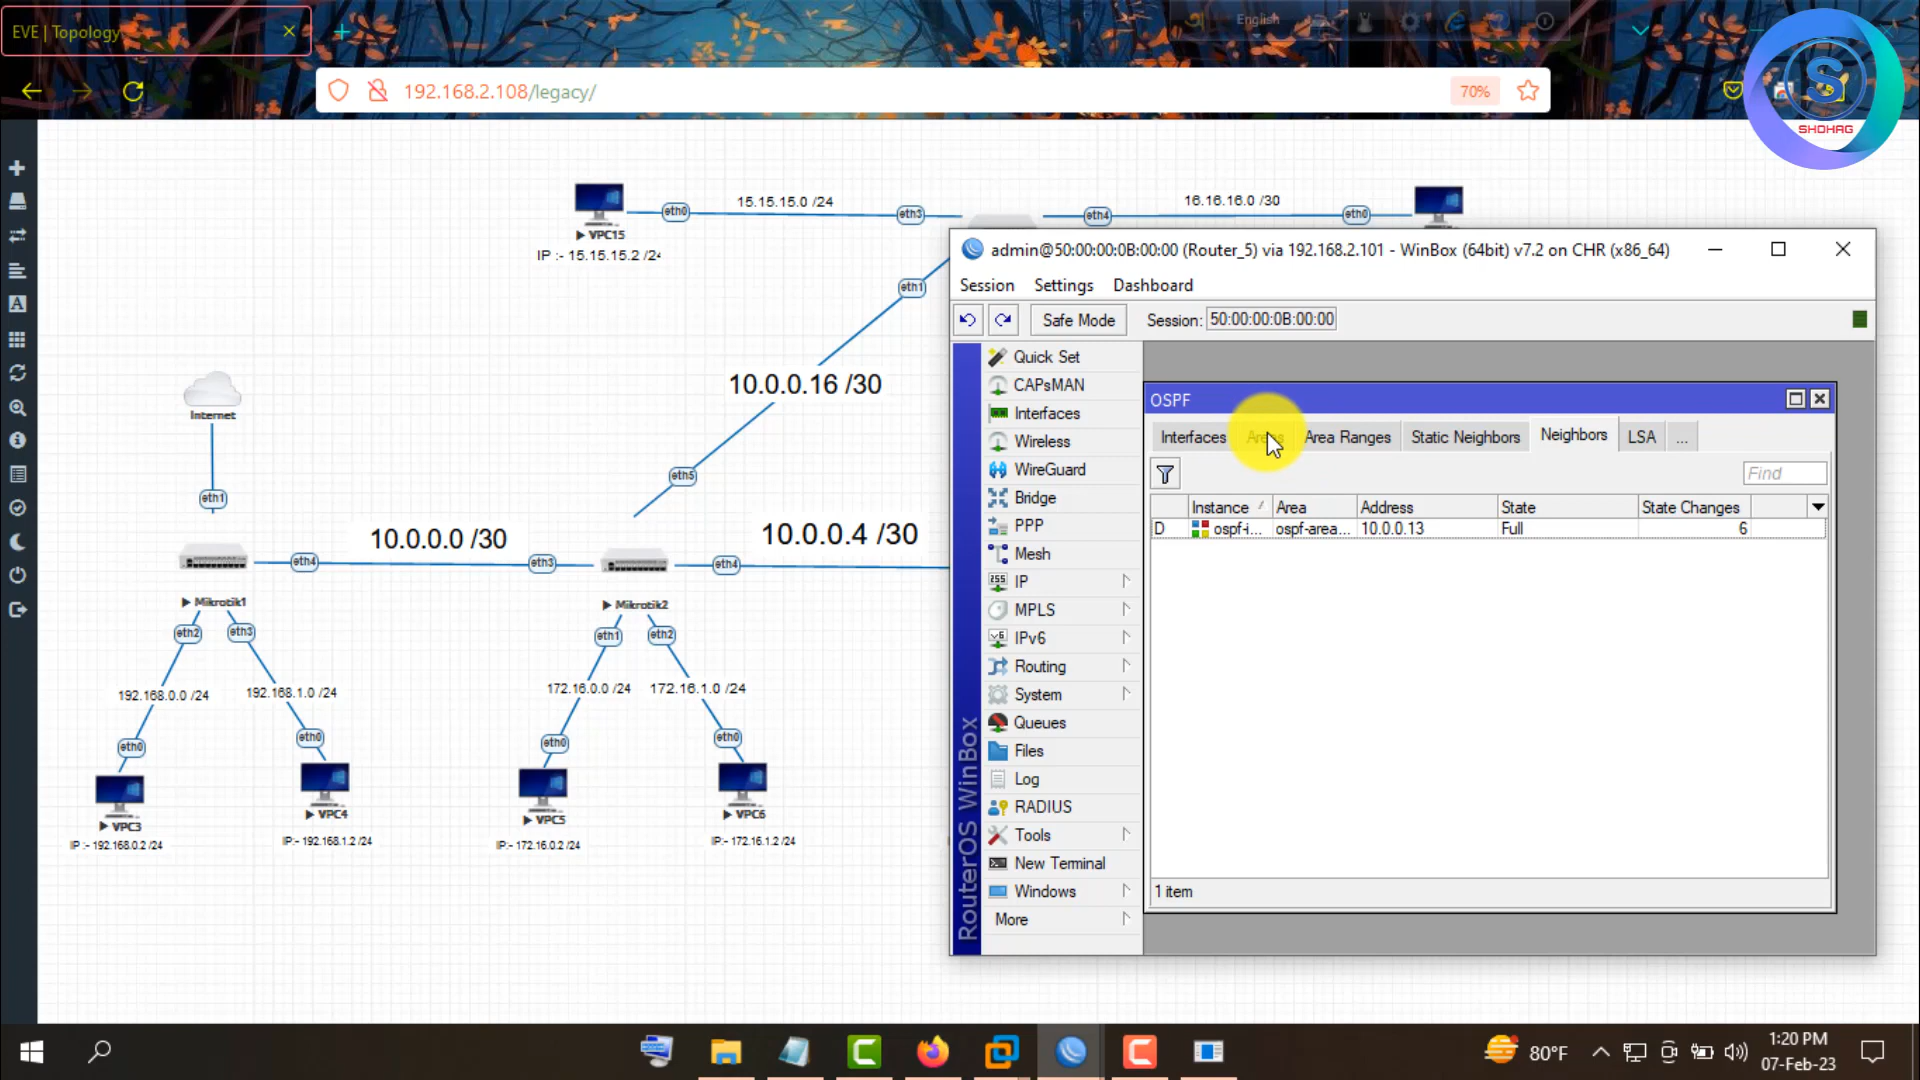 EVE | Topology
English
192.168.2.108/legacy/
70%
SHOHAG
eth0
15.15.15.0 /24
eth3
eth4
16.16.16.0 /30
eth0
VPC15
IP :- 15.15.15.2 /24
eth1
10.0.0.16 /30
eth5
Internet
eth1
10.0.0.0 /30
10.0.0.4 /30
eth4
eth3
eth4
Mikrotik1
Mikrotik2
eth2
eth3
eth1
eth2
192.168.0.0 /24
192.168.1.0 /24
172.16.0.0 /24
172.16.1.0 /24
eth0
eth0
eth0
eth0
VPC3
VPC4
VPC5
VPC6
IP :- 192.168.0.2 /24
IP:- 192.168.1.2 /24
IP:- 172.16.0.2 /24
IP:- 172.16.1.2 /24
admin@50:00:00:0B:00:00 (Router_5) via 192.168.2.101 - WinBox (64bit) v7.2 on CHR (x86_64)
Session Settings Dashboard
Safe Mode Session: 50:00:00:0B:00:00
RouterOS WinBox
Quick Set
CAPsMAN
Interfaces
Wireless
WireGuard
Bridge
PPP
Mesh
IP
MPLS
IPv6
Routing
System
Queues
Files
Log
RADIUS
Tools
New Terminal
Windows
More
OSPF
Interfaces Areas Area Ranges Static Neighbors Neighbors LSA ...
Find
Instance Area Address State State Changes
D ospf-i... ospf-area... 10.0.0.13 Full 6
1 item
80°F
1:20 PM
07-Feb-23